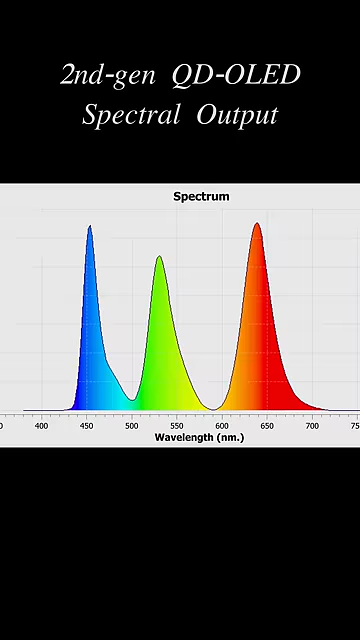 2nd-gen QD-OLED
Spectral Output
Spectrum
400 450 500 550 600 650 700
Wavelength (nm.)